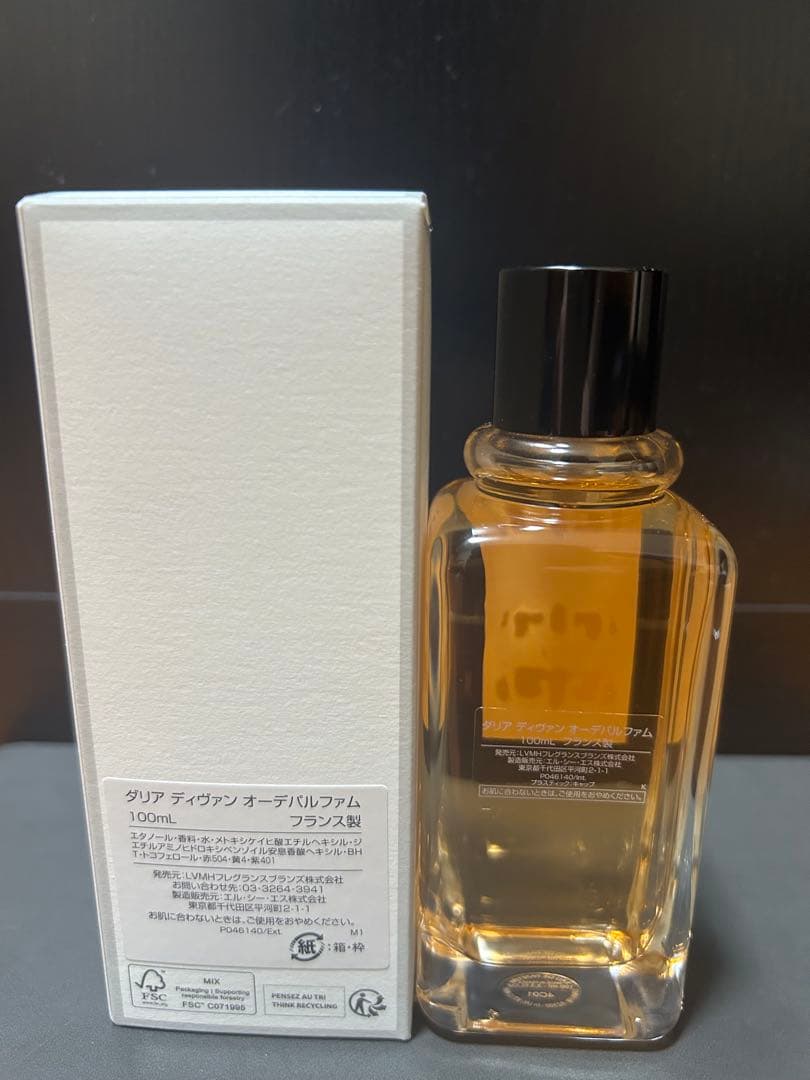 ダリア ディヴァン オーデパルファム
100mL フランス製
エタノール・香料・水・メトキシケイヒ酸エチルヘキシル・ジ
エチルアミノヒドロキシベンゾイル安息香酸ヘキシル・BH
T・トコフェロール・赤504・黄4・紫401
発売元:LVMHフレグランスブランズ株式会社
お問い合わせ先:03-3264-3941
製造販売元:エル・シー・エス株式会社
東京都千代田区平河町2-1-1
お肌に合わないときは、ご使用をおやめください。
P046140/Ext. M1
紙:箱・枠
FSC
MIX
Packaging | Supporting
responsible forestry
FSC® C071985
PENSEZ AU TRI
THINK RECYCLING
ダリア ディヴァン オーデパルファム
100mL フランス製
発売元:LVMHフレグランスブランズ株式会社
製造販売元:エル・シー・エス株式会社
東京都千代田区平河町2-1-1
P046140/Int.
プラスティック:キャップ K
お肌に合わないときは、ご使用をおやめください。
4C01